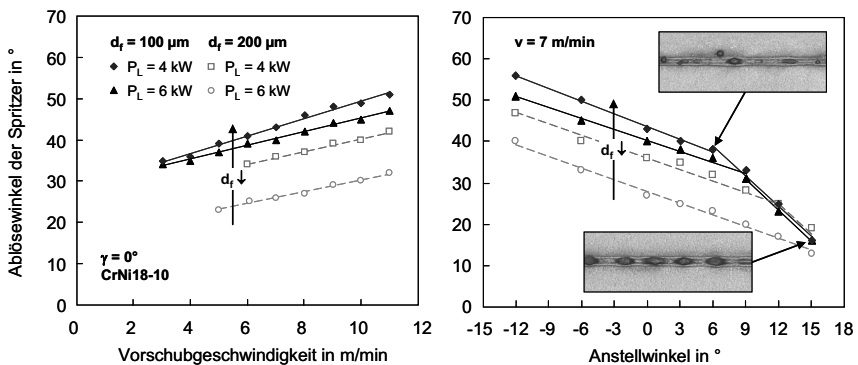 70
60
50
40
30
20
10
0
Ablösewinkel der Spritzer in °
d_f = 100 µm d_f = 200 µm
P_L = 4 kW P_L = 4 kW
P_L = 6 kW P_L = 6 kW
d_f ↓
γ = 0°
CrNi18-10
0 2 4 6 8 10 12
Vorschubgeschwindigkeit in m/min
70
60
50
40
30
20
10
0
v = 7 m/min
d_f ↓
-15 -12 -9 -6 -3 0 3 6 9 12 15 18
Anstellwinkel in °